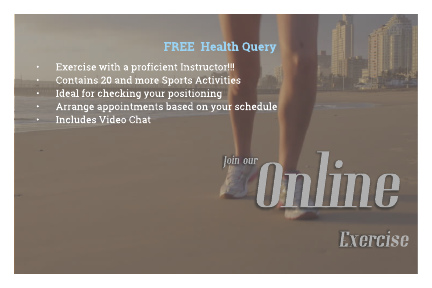 FREE Health Query
• Exercise with a proficient Instructor!!!
• Contains 20 and more Sports Activities
• Ideal for checking your positioning
• Arrange appointments based on your schedule
• Includes Video Chat
Join our
Online
Exercise